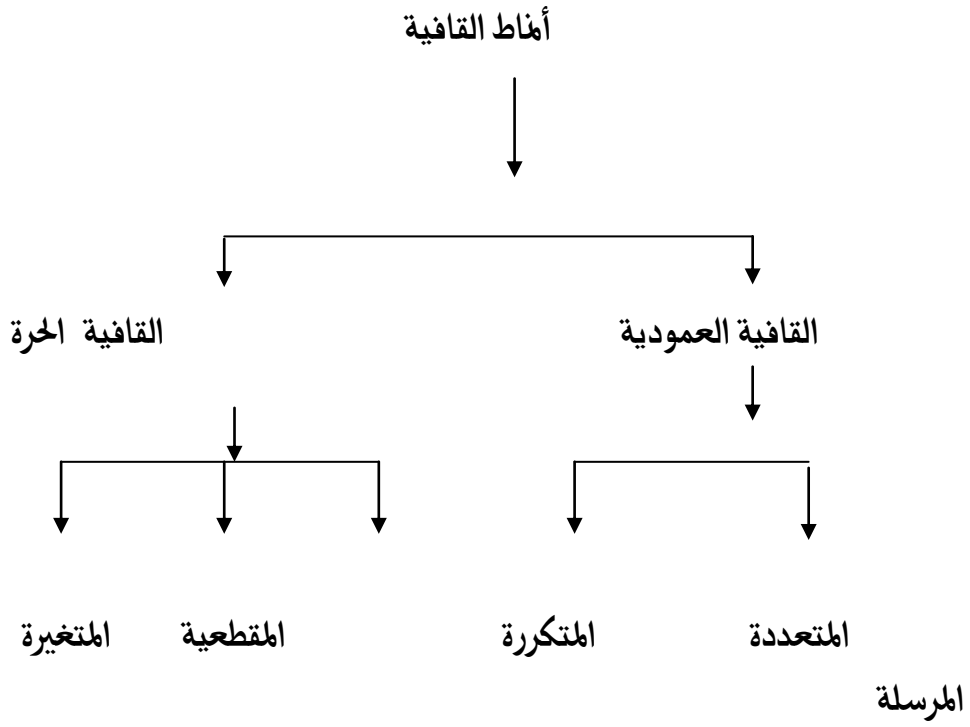 أنماط القافية
القافية العمودية القافية الحرة
المتعددة المتكررة المقطعية المتغيرة
المرسلة